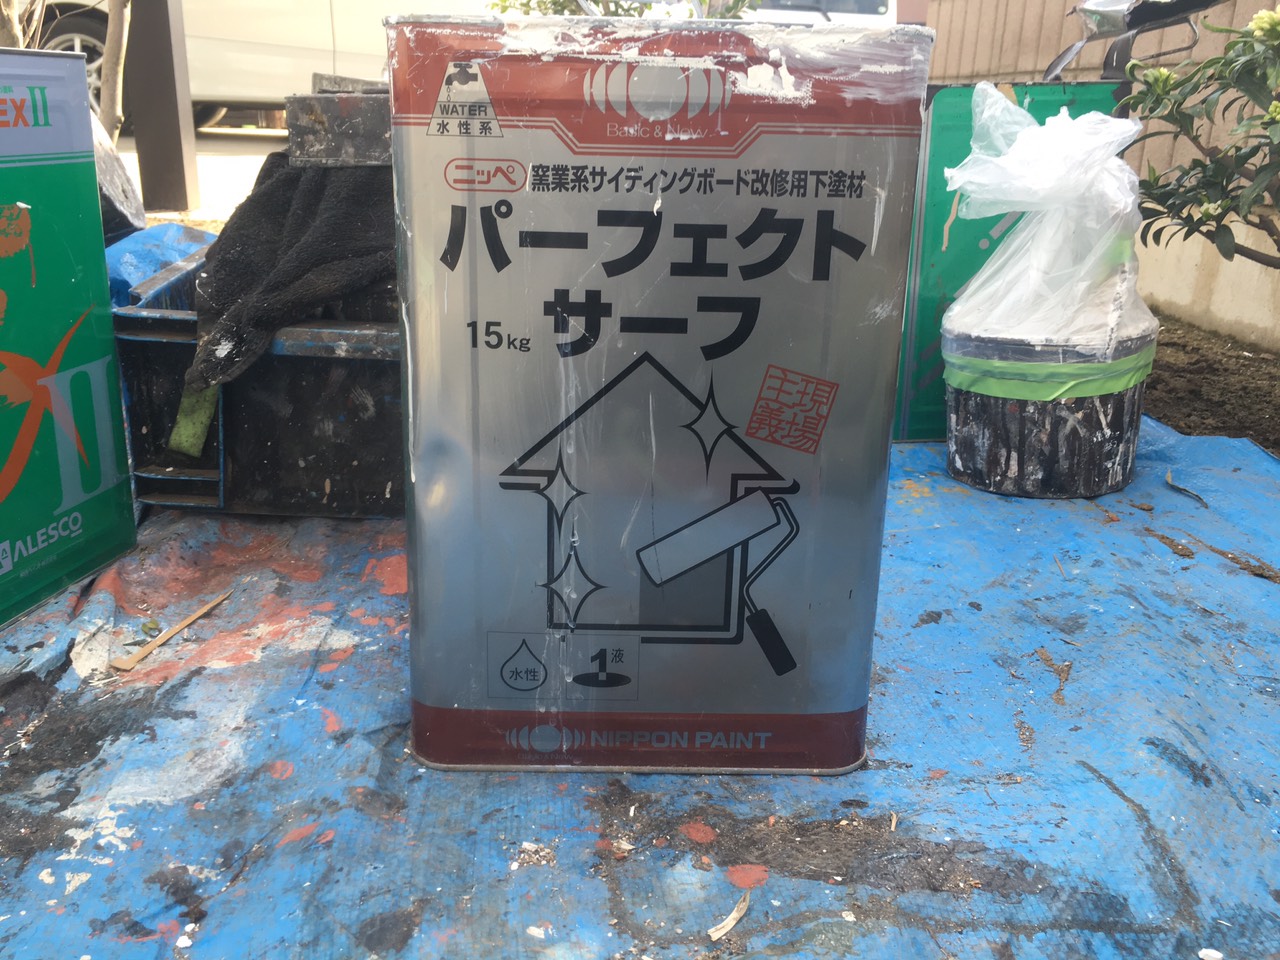 WATER
水性系
Basic & New
ニッペ 窯業系サイディングボード改修用下塗材
パーフェクト
サーフ
15kg
現場
主義
水性
1液
NIPPON PAINT
EXII
II
ALESCO